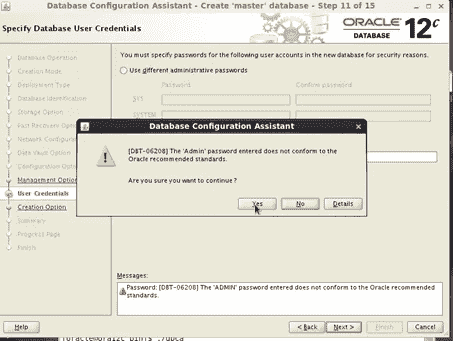 Database Configuration Assistant - Create 'master' database - Step 11 of 15
Specify Database User Credentials
ORACLE
DATABASE
12c
Database Operation
Creation Mode
Deployment Type
Database Identification
Storage Option
Fast Recovery Option
Network Configuration
Data Vault Option
Configuration Options
Management Options
User Credentials
Creation Option
Summary
Progress Page
Finish
You must specify passwords for the following user accounts in the new database for security reasons.
Use different administrative passwords
Password
Confirm password
SYS
SYSTEM
Database Configuration Assistant
[DBT-06208] The 'Admin' password entered does not conform to the
Oracle recommended standards.
Are you sure you want to continue?
Yes
No
Details
Messages:
Password: [DBT-06208] The 'ADMIN' password entered does not conform to the Oracle recommended
standards.
Help
< Back
Next >
Finish
Cancel